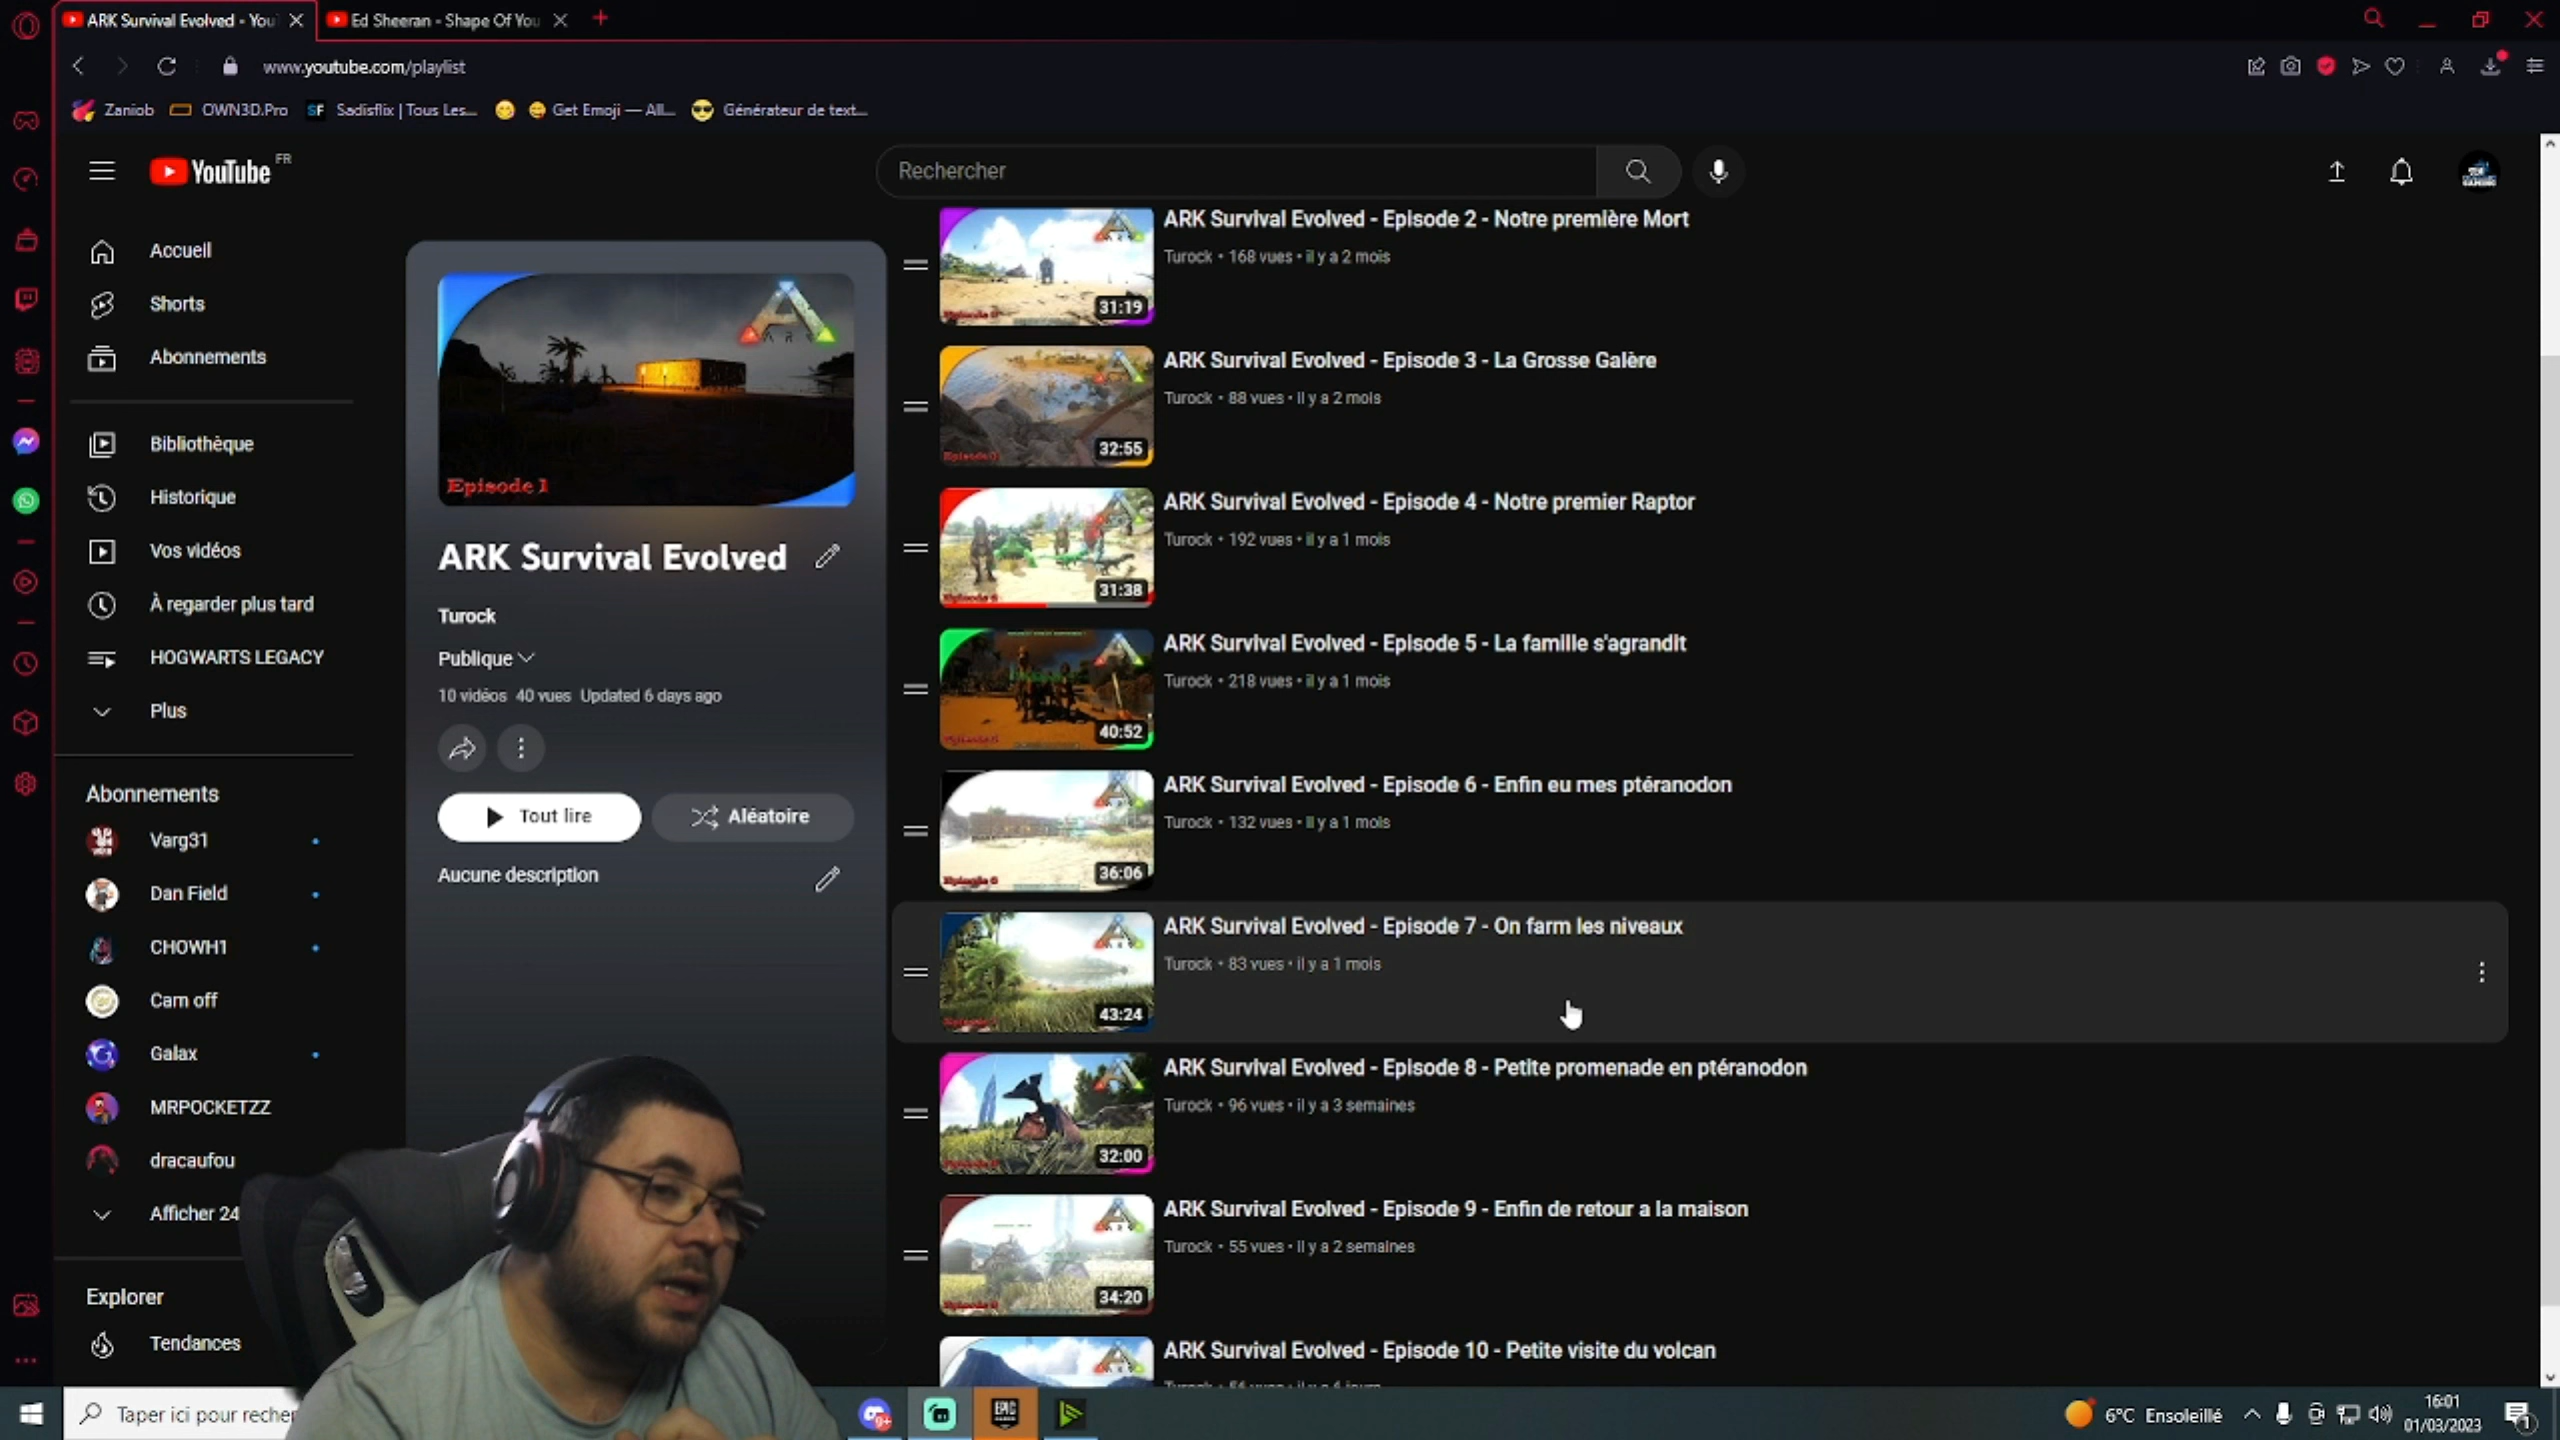 ARK Survival Evolved - You
Ed Sheeran - Shape Of You
www.youtube.com/playlist
Zaniob
OWN3D.Pro
SF
Sadisflix | Tous Les...
Get Emoji — All...
Générateur de text...
YouTube FR
Rechercher
Accueil
Shorts
Abonnements
Bibliothèque
Historique
Vos vidéos
À regarder plus tard
HOGWARTS LEGACY
Plus
Abonnements
Varg31
Dan Field
CHOWH1
Cam off
Galax
MRPOCKETZZ
dracaufou
Afficher 24
Explorer
Tendances
ARK
Episode 1
ARK Survival Evolved
Turock
Publique
10 vidéos 40 vues Updated 6 days ago
Tout lire
Aléatoire
Aucune description
ARK Survival Evolved - Episode 2 - Notre première Mort
Turock • 168 vues • il y a 2 mois
31:19
ARK Survival Evolved - Episode 3 - La Grosse Galère
Turock • 88 vues • il y a 2 mois
32:55
ARK Survival Evolved - Episode 4 - Notre premier Raptor
Turock • 192 vues • il y a 1 mois
31:38
ARK Survival Evolved - Episode 5 - La famille s'agrandit
Turock • 218 vues • il y a 1 mois
40:52
ARK Survival Evolved - Episode 6 - Enfin eu mes ptéranodon
Turock • 132 vues • il y a 1 mois
36:06
ARK Survival Evolved - Episode 7 - On farm les niveaux
Turock • 83 vues • il y a 1 mois
43:24
ARK Survival Evolved - Episode 8 - Petite promenade en ptéranodon
Turock • 96 vues • il y a 3 semaines
32:00
ARK Survival Evolved - Episode 9 - Enfin de retour a la maison
Turock • 55 vues • il y a 2 semaines
34:20
ARK Survival Evolved - Episode 10 - Petite visite du volcan
Taper ici pour recher
9+
EPIC GAMES
6°C Ensoleillé
16:01
01/03/2023
1